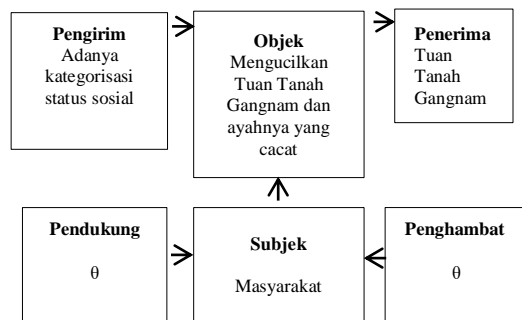 Pengirim
Adanya
kategorisasi
status sosial
Objek
Mengucilkan
Tuan Tanah
Gangnam dan
ayahnya yang
cacat
Penerima
Tuan
Tanah
Gangnam
Pendukung
θ
Subjek
Masyarakat
Penghambat
θ